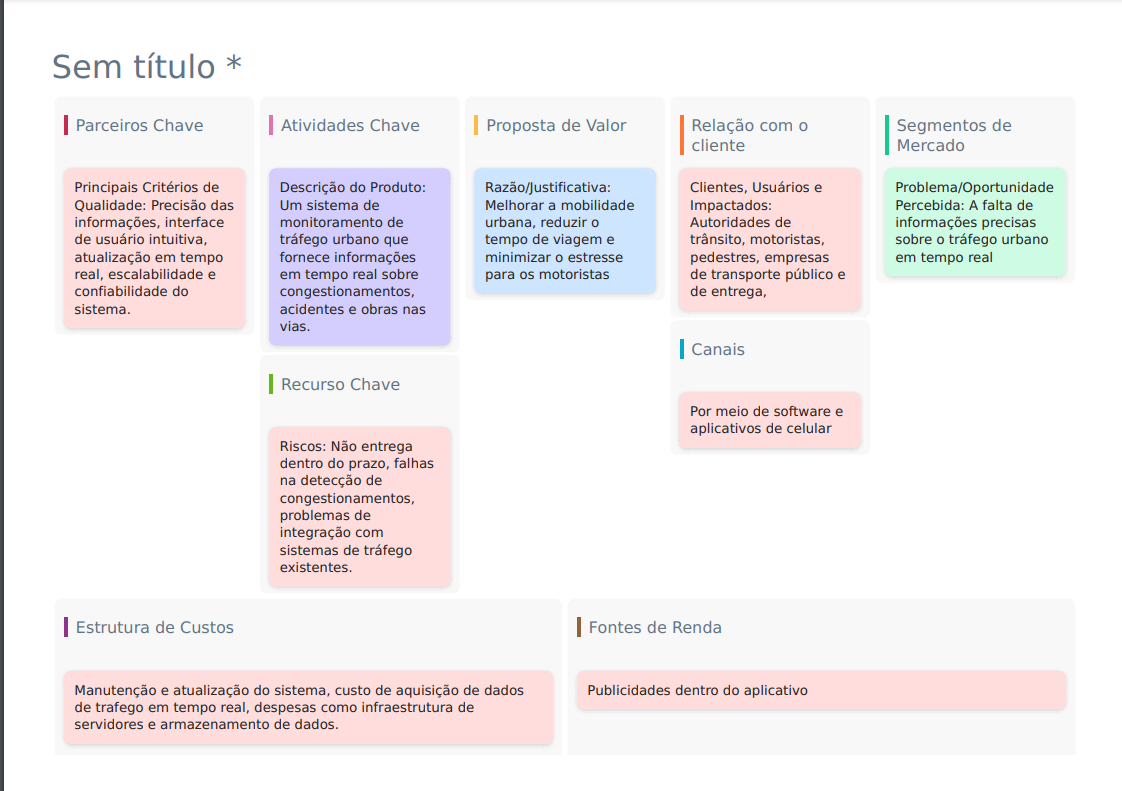 Sem título *
Parceiros Chave
Principais Critérios de
Qualidade: Precisão das
informações, interface
de usuário intuitiva,
atualização em tempo
real, escalabilidade e
confiabilidade do
sistema.
Atividades Chave
Descrição do Produto:
Um sistema de
monitoramento de
tráfego urbano que
fornece informações
em tempo real sobre
congestionamentos,
acidentes e obras nas
vias.
Recurso Chave
Riscos: Não entrega
dentro do prazo, falhas
na detecção de
congestionamentos,
problemas de
integração com
sistemas de tráfego
existentes.
Proposta de Valor
Razão/Justificativa:
Melhorar a mobilidade
urbana, reduzir o
tempo de viagem e
minimizar o estresse
para os motoristas
Relação com o
cliente
Clientes, Usuários e
Impactados:
Autoridades de
trânsito, motoristas,
pedestres, empresas
de transporte público e
de entrega,
Canais
Por meio de software e
aplicativos de celular
Segmentos de
Mercado
Problema/Oportunidade
Percebida: A falta de
informações precisas
sobre o tráfego urbano
em tempo real
Estrutura de Custos
Manutenção e atualização do sistema, custo de aquisição de dados
de trafego em tempo real, despesas como infraestrutura de
servidores e armazenamento de dados.
Fontes de Renda
Publicidades dentro do aplicativo